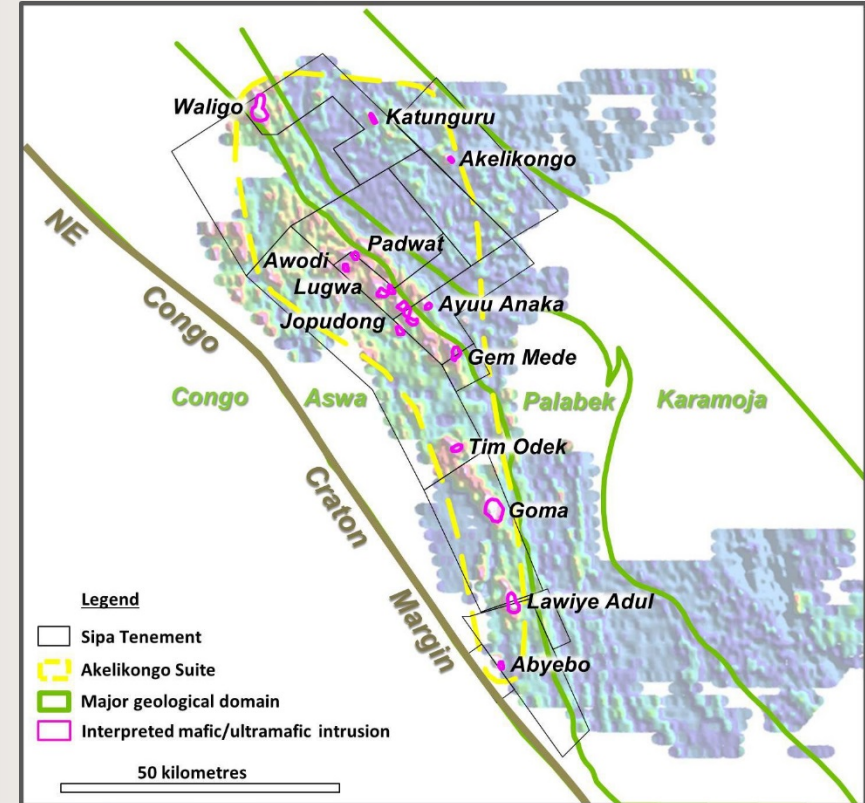 Waligo
Katunguru
Akelikongo
NE
Padwat
Awodi
Lugwa
Ayuu Anaka
Congo
Jopudong
Gem Mede
Congo
Aswa
Palabek
Karamoja
Tim Odek
Craton
Goma
Legend
Lawiye Adul
Sipa Tenement
Margin
Abyebo
Akelikongo Suite
Major geological domain
Interpreted mafic/ultramafic intrusion
50 kilometres